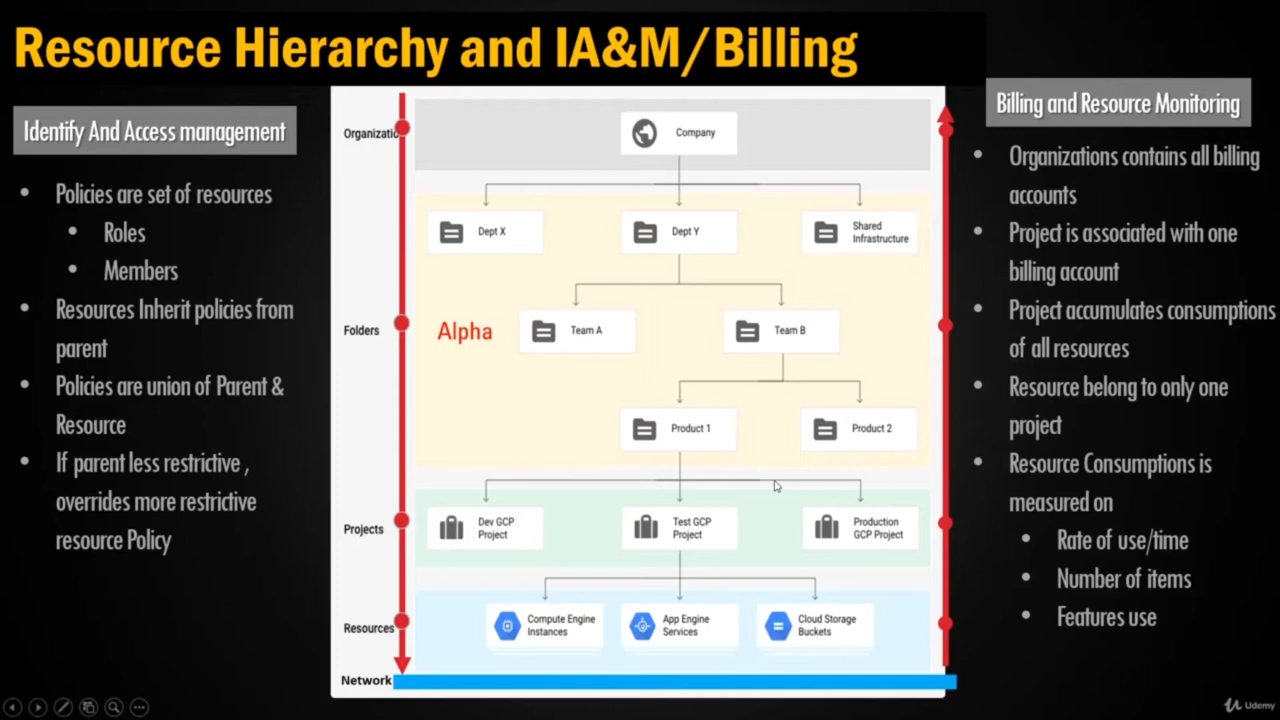 Resource Hierarchy and IA&M/Billing
Identify And Access management
• Policies are set of resources
• Roles
• Members
• Resources Inherit policies from
parent
• Policies are union of Parent &
Resource
• If parent less restrictive ,
overrides more restrictive
resource Policy
Organizatio
Company
Dept X
Dept Y
Shared
Infrastructure
Folders
Alpha
Team A
Team B
Product 1
Product 2
Projects
Dev GCP
Project
Test GCP
Project
Production
GCP Project
Resources
Compute Engine
Instances
App Engine
Services
Cloud Storage
Buckets
Network
Billing and Resource Monitoring
• Organizations contains all billing
accounts
• Project is associated with one
billing account
• Project accumulates consumptions
of all resources
• Resource belong to only one
project
• Resource Consumptions is
measured on
• Rate of use/time
• Number of items
• Features use
Udemy